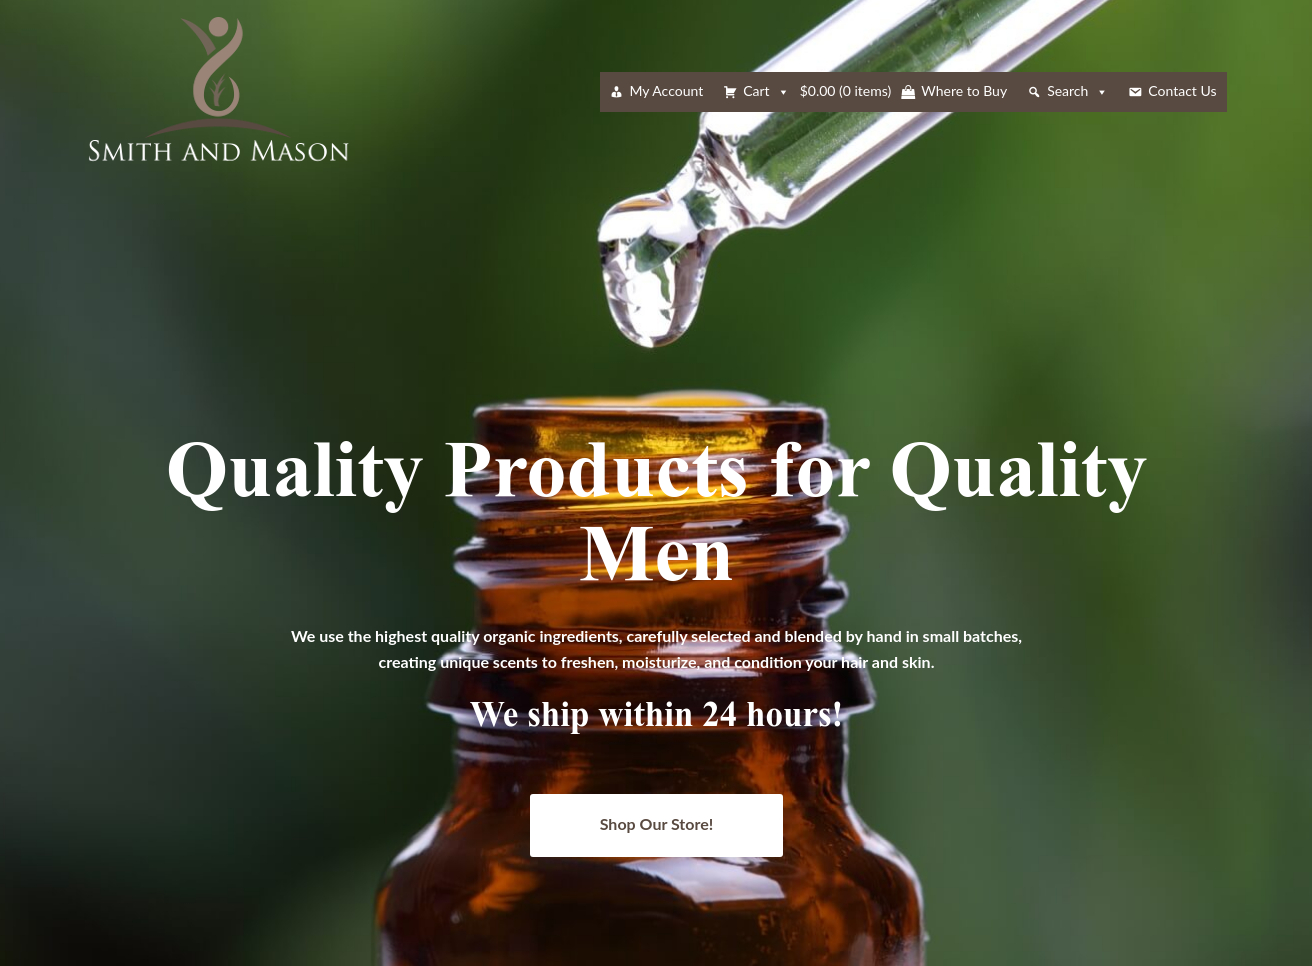 Smith and Mason
My Account Cart $0.00 (0 items) Where to Buy Search Contact Us
Quality Products for Quality
Men
We use the highest quality organic ingredients, carefully selected and blended by hand in small batches,
creating unique scents to freshen, moisturize, and condition your hair and skin.
We ship within 24 hours!
Shop Our Store!